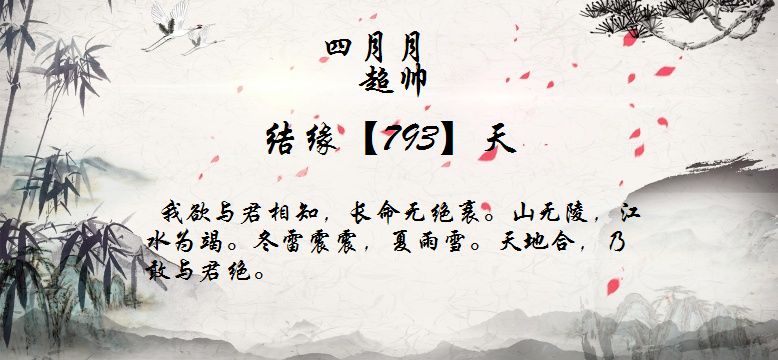 四月月
超帅
结缘【793】天
我欲与君相知，长命无绝衰。山无陵，江
水为竭。冬雷震震，夏雨雪。天地合，乃
敢与君绝。